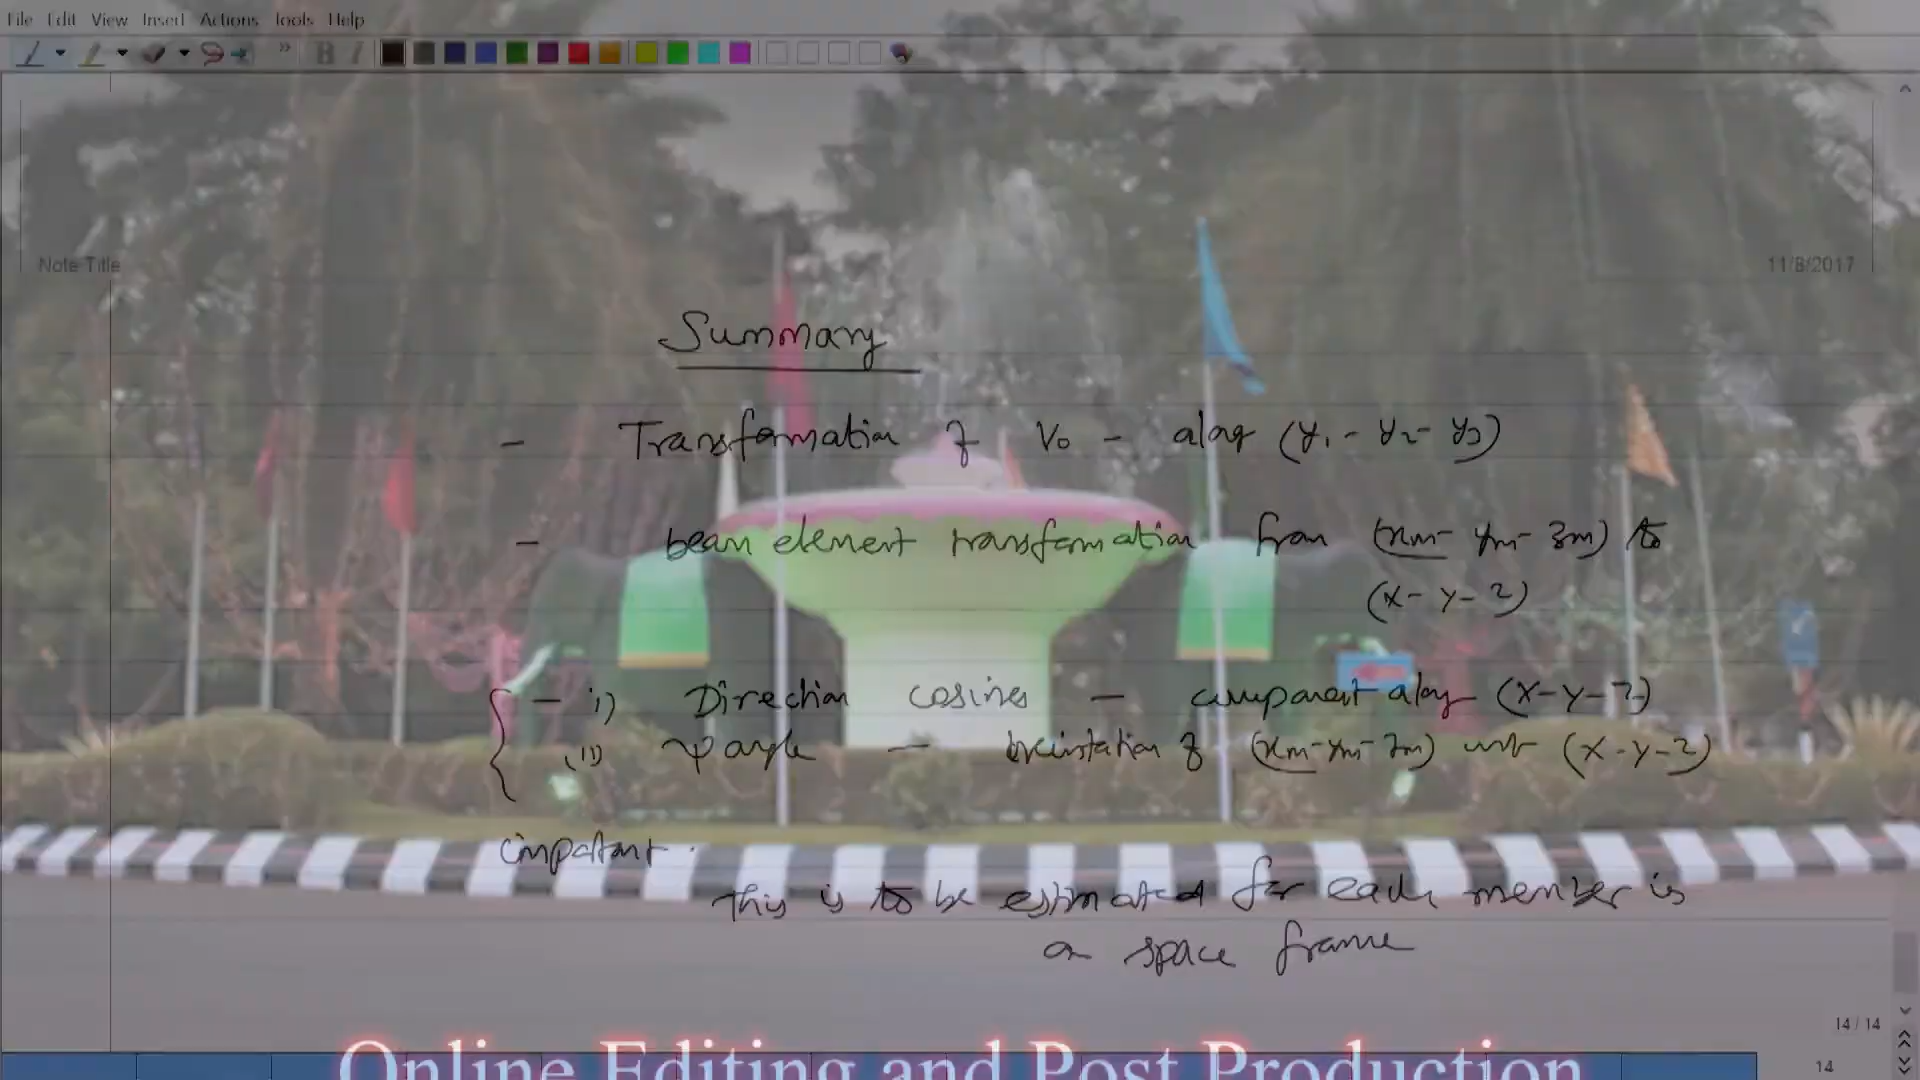 File Edit View Insert Actions Tools Help
Note Title
11/8/2017
Summary
- Transformation of V₀ - along (y₁ - y₂ - y₃)
- beam element transformation from (xm - ym - zm) to
(x - y - z)
- i) Direction cosines - component along (x - y - z)
(ii) ψ angle - orientation of (xm - ym - zm) wrt (x - y - z)
important.
This is to be estimated for each member is
a space frame
14 / 14
Online Editing and Post Production
14